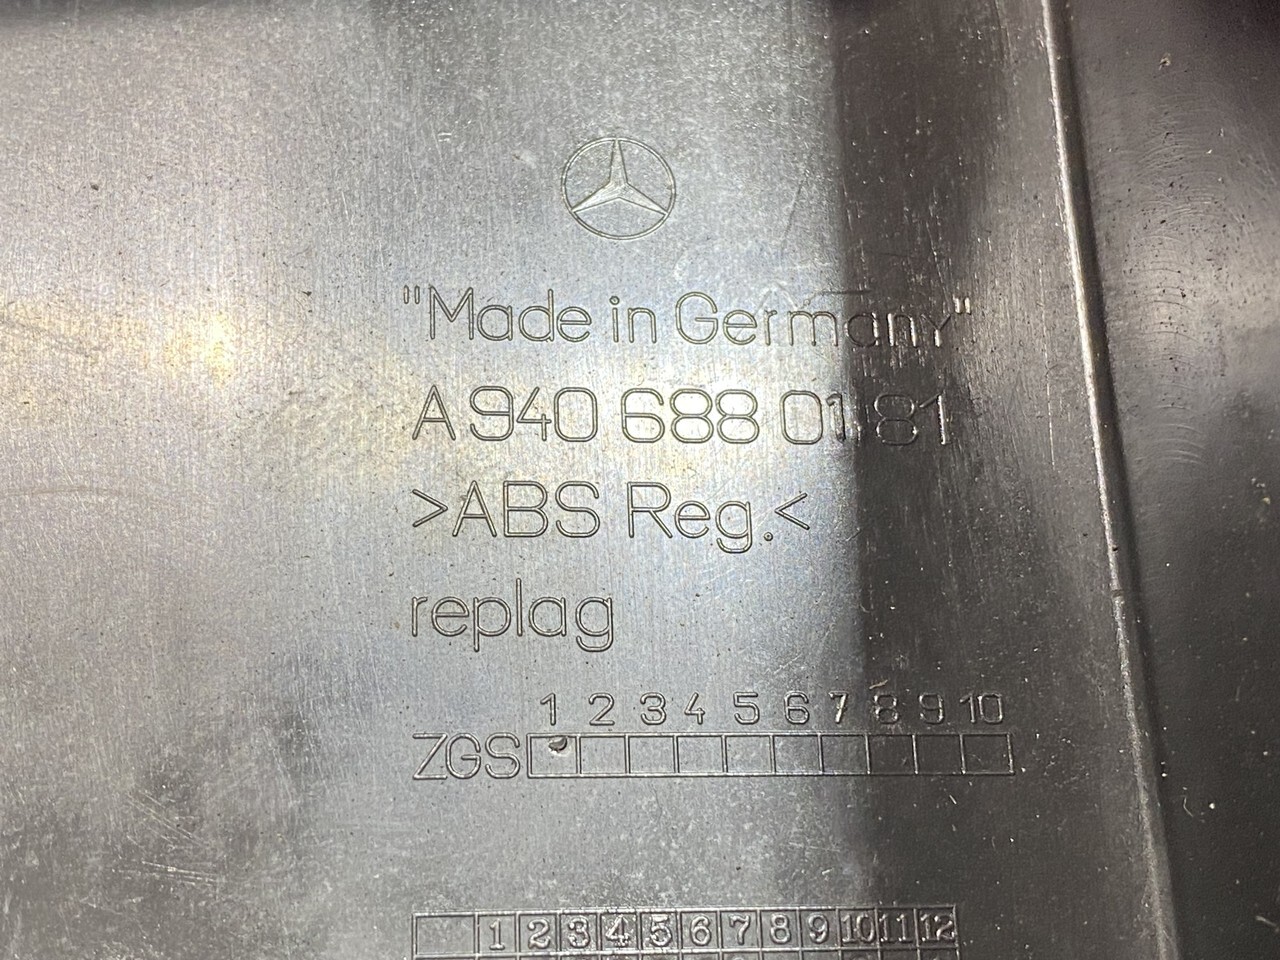 "Made in Germany"
A 940 688 01 81
>ABS Reg.<
replag
1 2 3 4 5 6 7 8 9 10
ZGS
1 2 3 4 5 6 7 8 9 10 11 12